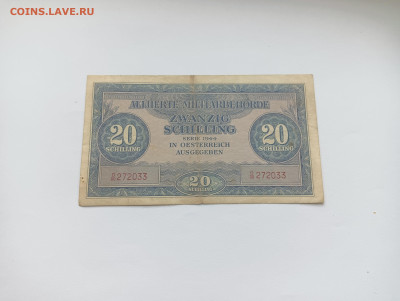 COINS.LAVE.RU
ALLIIERTE MILITÄRBEHÖRDE
ZWANZIG
SCHILLING
SERIE 1944
IN OESTERREICH
AUSGEGEBEN
20
SCHILLING
20
SCHILLING
272033
272033
20
SCHILLING